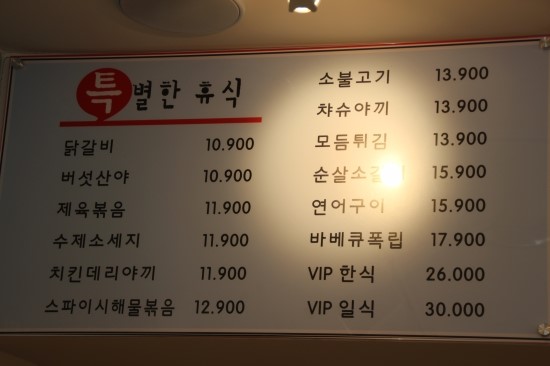 특별한 휴식
닭갈비 10.900
버섯산야 10.900
제육볶음 11.900
수제소세지 11.900
치킨데리야끼 11.900
스파이시해물볶음 12.900
소불고기 13.900
챠슈야끼 13.900
모듬튀김 13.900
순살소갈 15.900
연어구이 15.900
바베큐폭립 17.900
VIP 한식 26.000
VIP 일식 30.000